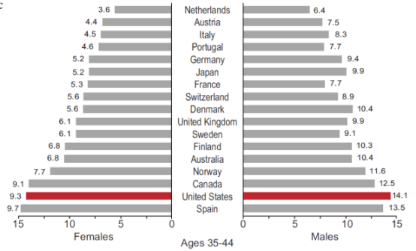 c
3.6 Netherlands 6.4
4.4 Austria 7.5
4.5 Italy 8.3
4.6 Portugal 7.7
5.2 Germany 9.4
5.2 Japan 9.9
5.3 France 7.7
5.6 Switzerland 8.9
5.6 Denmark 10.4
6.1 United Kingdom 9.9
6.1 Sweden 9.1
6.8 Finland 10.3
6.8 Australia 10.4
7.7 Norway 11.6
9.1 Canada 12.5
9.3 United States 14.1
9.7 Spain 13.5
15 10 5 0 0 5 10 15
Females Ages 35-44 Males